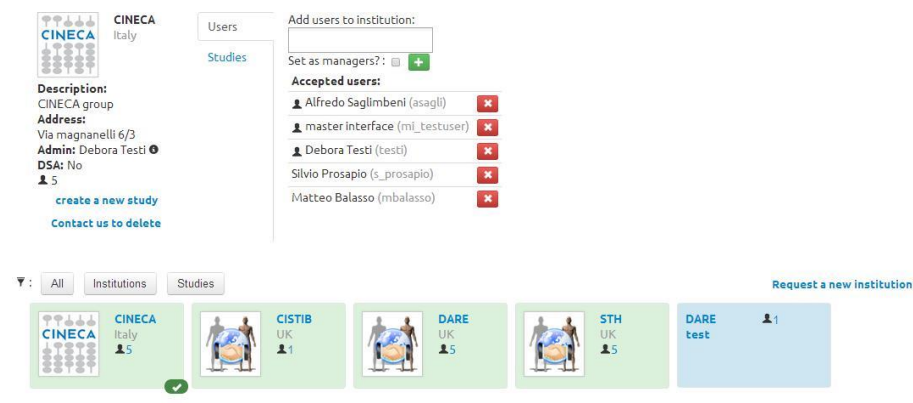 CINECA
CINECA
Italy
Description:
CINECA group
Address:
Via magnanelli 6/3
Admin: Debora Testi
DSA: No
5
create a new study
Contact us to delete
Users
Studies
Add users to institution:
Set as managers? :
Accepted users:
Alfredo Saglimbeni (asagli)
master interface (mi_testuser)
Debora Testi (testi)
Silvio Prosapio (s_prosapio)
Matteo Balasso (mbalasso)
: All Institutions Studies
Request a new institution
CINECA
CINECA
Italy
5
CISTIB
UK
1
DARE
UK
5
STH
UK
5
DARE 1
test